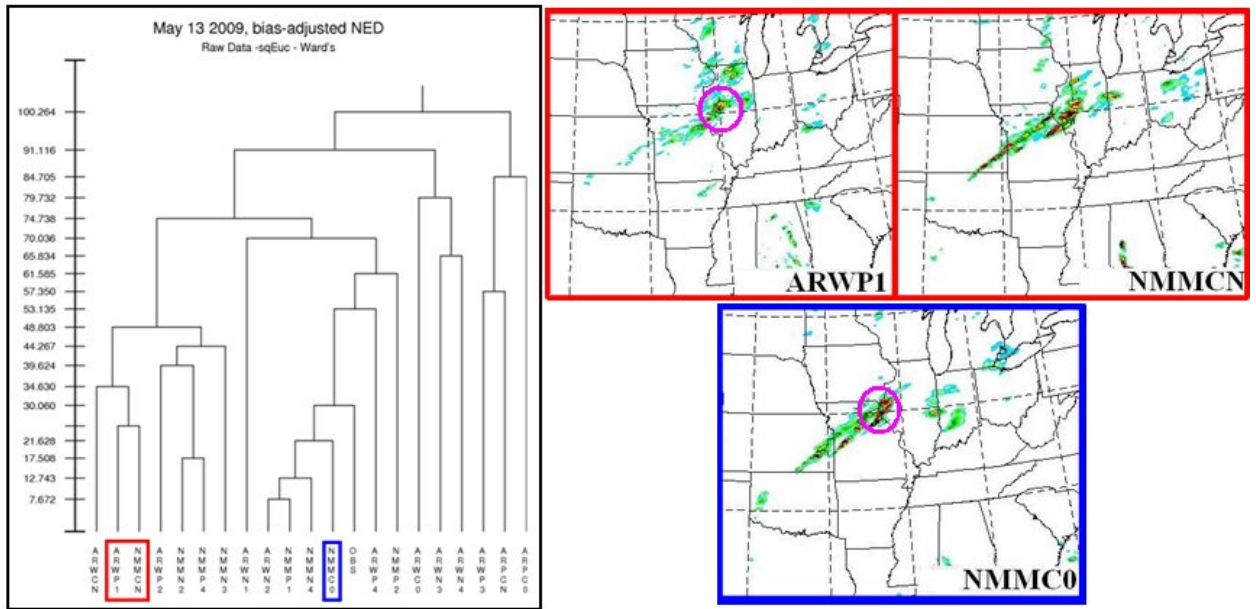 May 13 2009, bias-adjusted NED
Raw Data -sqEuc - Ward's
100.264
91.116
84.705
79.732
74.738
70.036
65.834
61.585
57.350
53.135
48.803
44.267
39.624
34.630
30.060
21.628
17.508
12.743
7.672
ARWCN
ARWP1
NMMCN
ARWP2
NMMN2
NMMP4
NMMN3
ARWN1
ARWN2
NMMP1
NMMN4
NMMC0
OBS
ARWP4
NMMP2
ARWC0
ARWN3
ARWN4
ARWP3
ARPCN
ARPC0
ARWP1
NMMCN
NMMC0